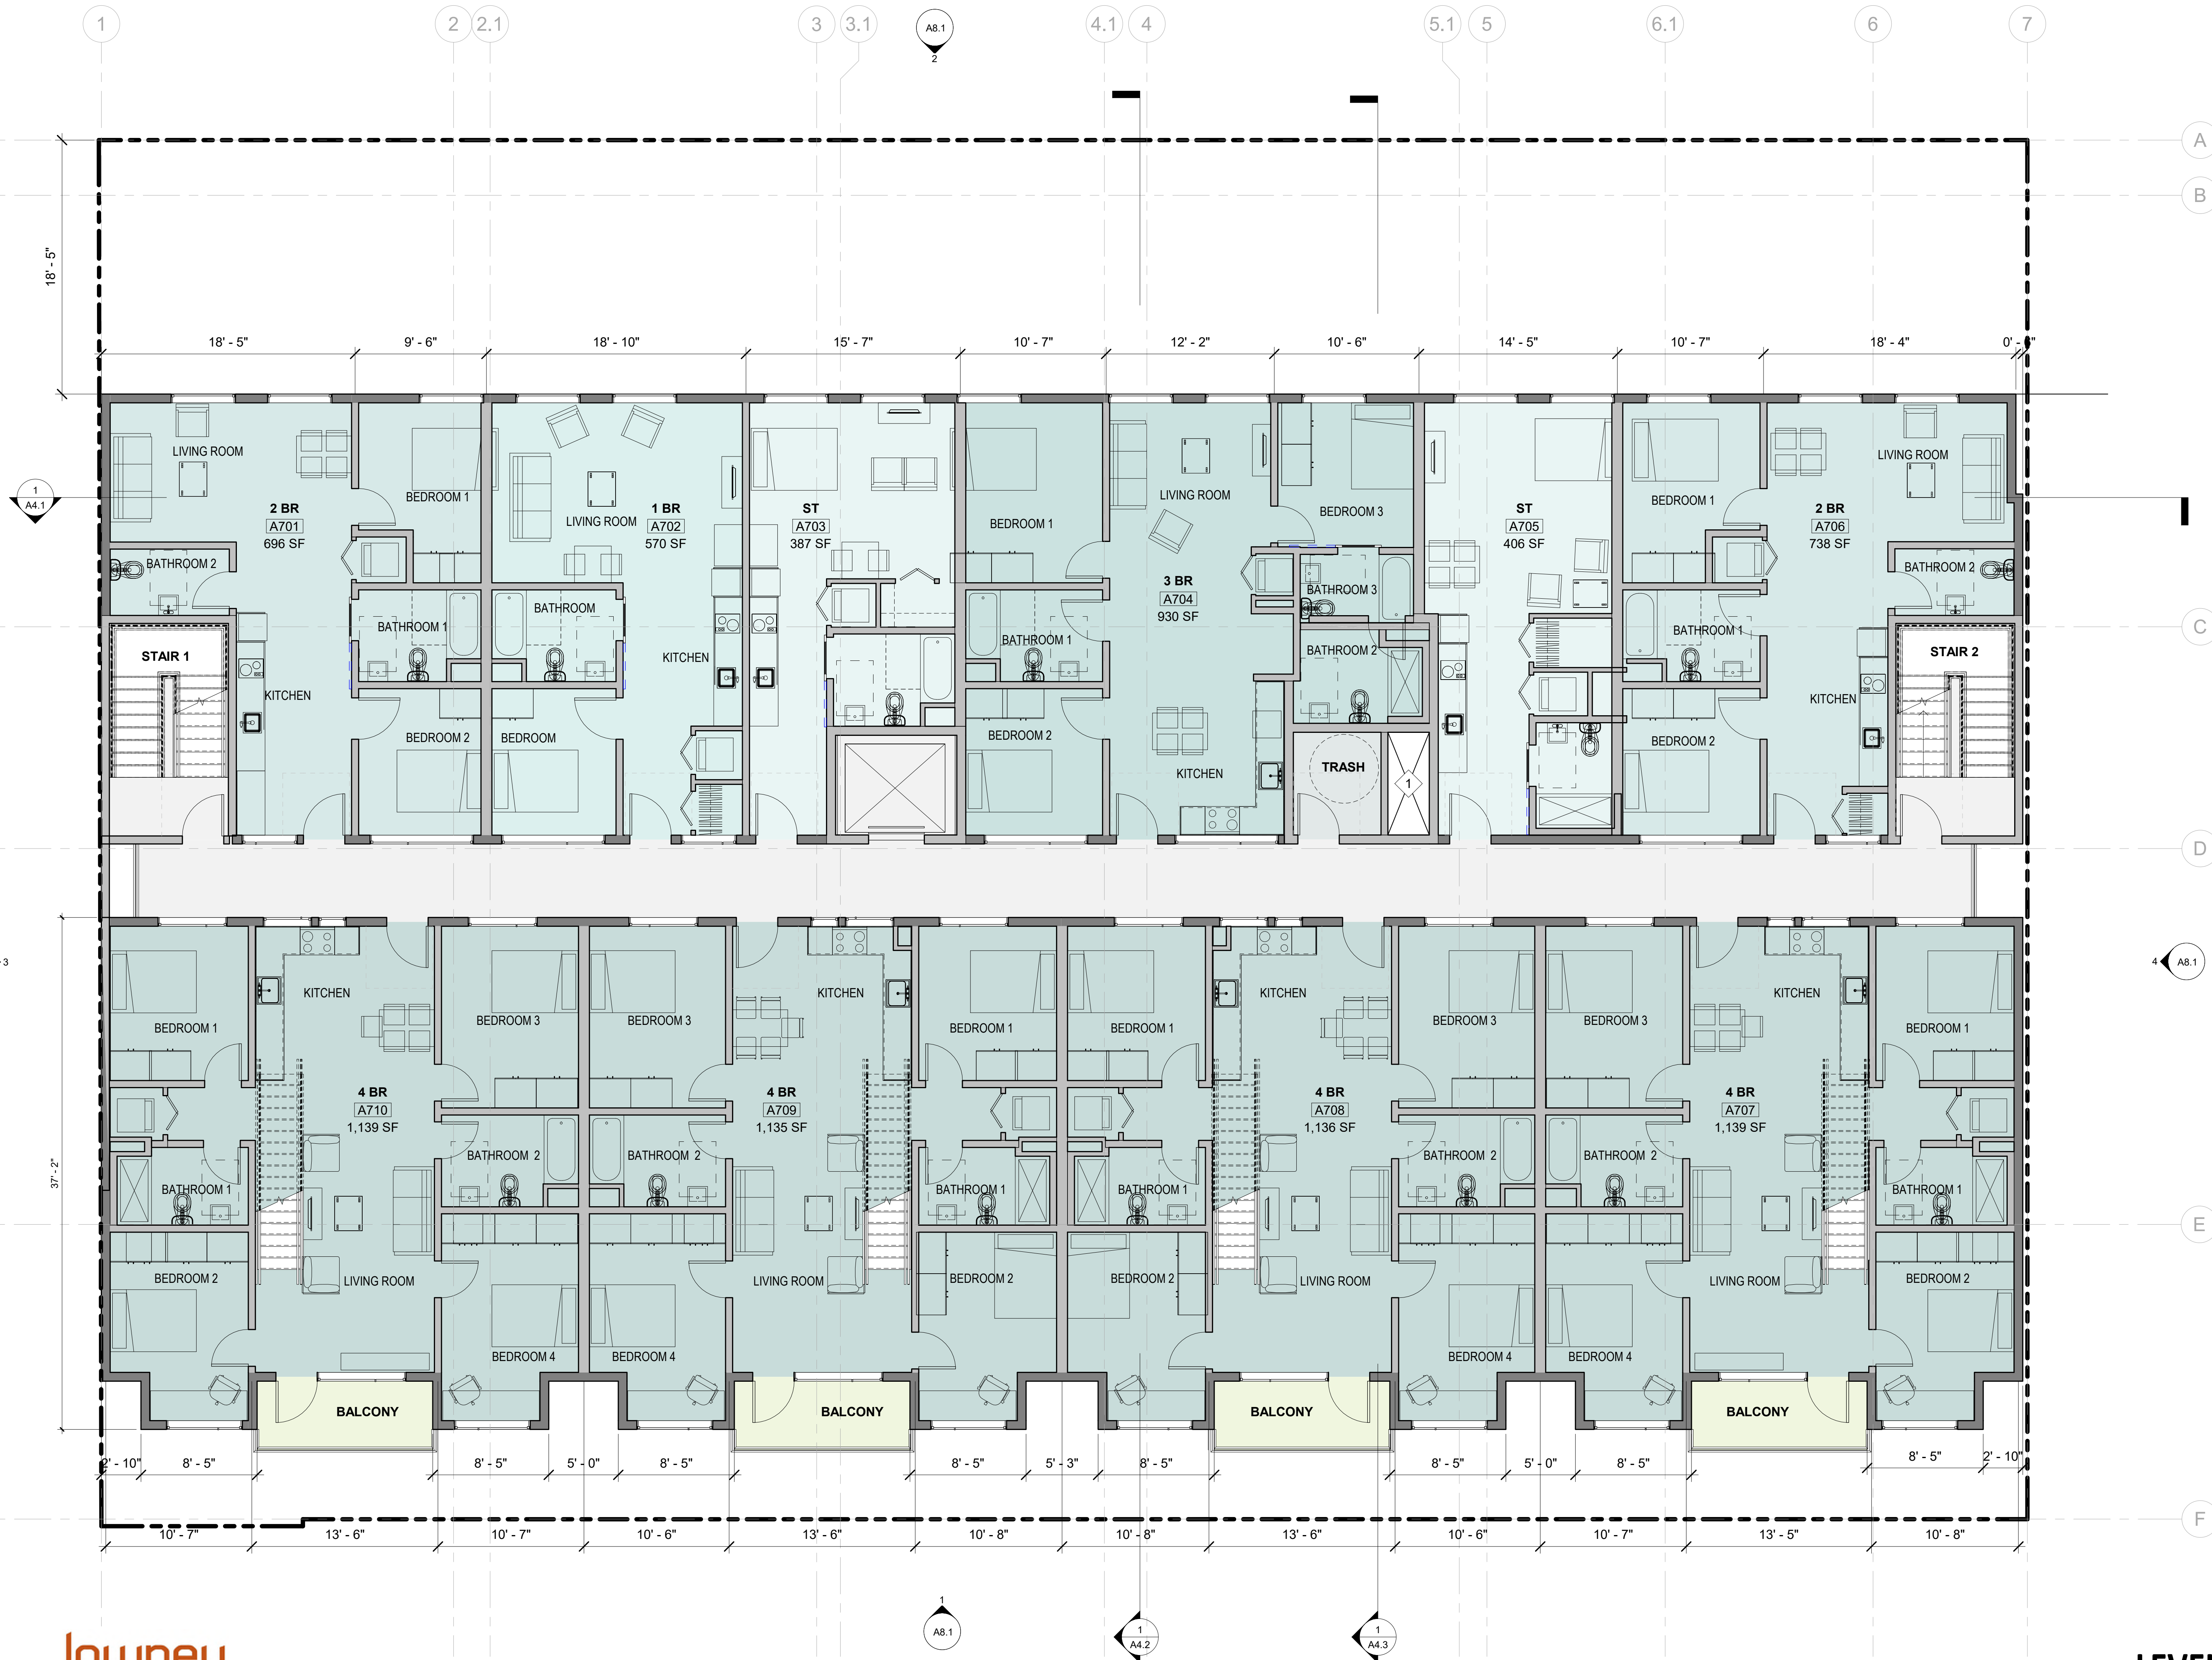 1
2
2.1
3
3.1
4.1
4
5.1
5
6.1
6
7
A8.1
2
A
B
C
D
E
F
18' - 5"
18' - 5"
9' - 6"
18' - 10"
15' - 7"
10' - 7"
12' - 2"
10' - 6"
14' - 5"
10' - 7"
18' - 4"
LIVING ROOM
2 BR
A701
696 SF
BEDROOM 1
BATHROOM 2
BATHROOM 1
STAIR 1
KITCHEN
BEDROOM 2
1 BR
A702
570 SF
LIVING ROOM
BATHROOM
KITCHEN
BEDROOM
ST
A703
387 SF
BEDROOM 1
BATHROOM 1
BEDROOM 2
LIVING ROOM
3 BR
A704
930 SF
KITCHEN
BEDROOM 3
BATHROOM 3
BATHROOM 2
TRASH
1
ST
A705
406 SF
BEDROOM 1
BATHROOM 1
BEDROOM 2
LIVING ROOM
2 BR
A706
738 SF
BATHROOM 2
KITCHEN
STAIR 2
1
A4.1
3
4
A8.1
37' - 2"
BEDROOM 1
KITCHEN
4 BR
A710
1,139 SF
BATHROOM 1
BEDROOM 2
LIVING ROOM
BEDROOM 3
BATHROOM 2
BEDROOM 4
BALCONY
BEDROOM 3
KITCHEN
4 BR
A709
1,135 SF
BATHROOM 2
LIVING ROOM
BEDROOM 4
BEDROOM 1
BATHROOM 1
BEDROOM 2
BALCONY
BEDROOM 1
KITCHEN
4 BR
A708
1,136 SF
BATHROOM 1
BEDROOM 2
LIVING ROOM
BEDROOM 3
BATHROOM 2
BEDROOM 4
BALCONY
BEDROOM 3
KITCHEN
4 BR
A707
1,139 SF
BATHROOM 2
LIVING ROOM
BEDROOM 4
BEDROOM 1
BATHROOM 1
BEDROOM 2
BALCONY
2' - 10"
8' - 5"
8' - 5"
5' - 0"
8' - 5"
8' - 5"
5' - 3"
8' - 5"
8' - 5"
5' - 0"
8' - 5"
8' - 5"
2' - 10"
10' - 7"
13' - 6"
10' - 7"
10' - 6"
13' - 6"
10' - 8"
10' - 8"
13' - 6"
10' - 6"
10' - 7"
13' - 5"
10' - 8"
1
A8.1
1
A4.2
1
A4.3